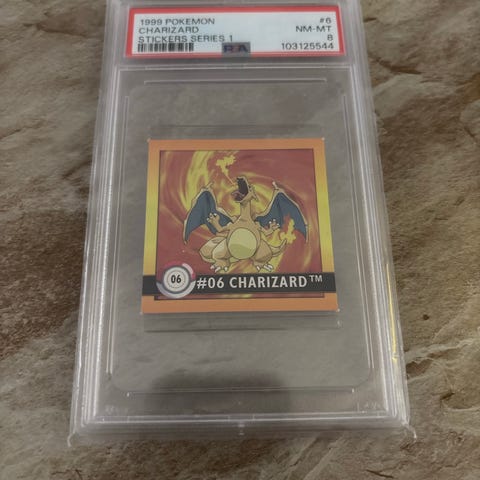 1999 POKEMON #6
CHARIZARD NM-MT
STICKERS SERIES 1 8
PSA 103125544
06
#06 CHARIZARD™